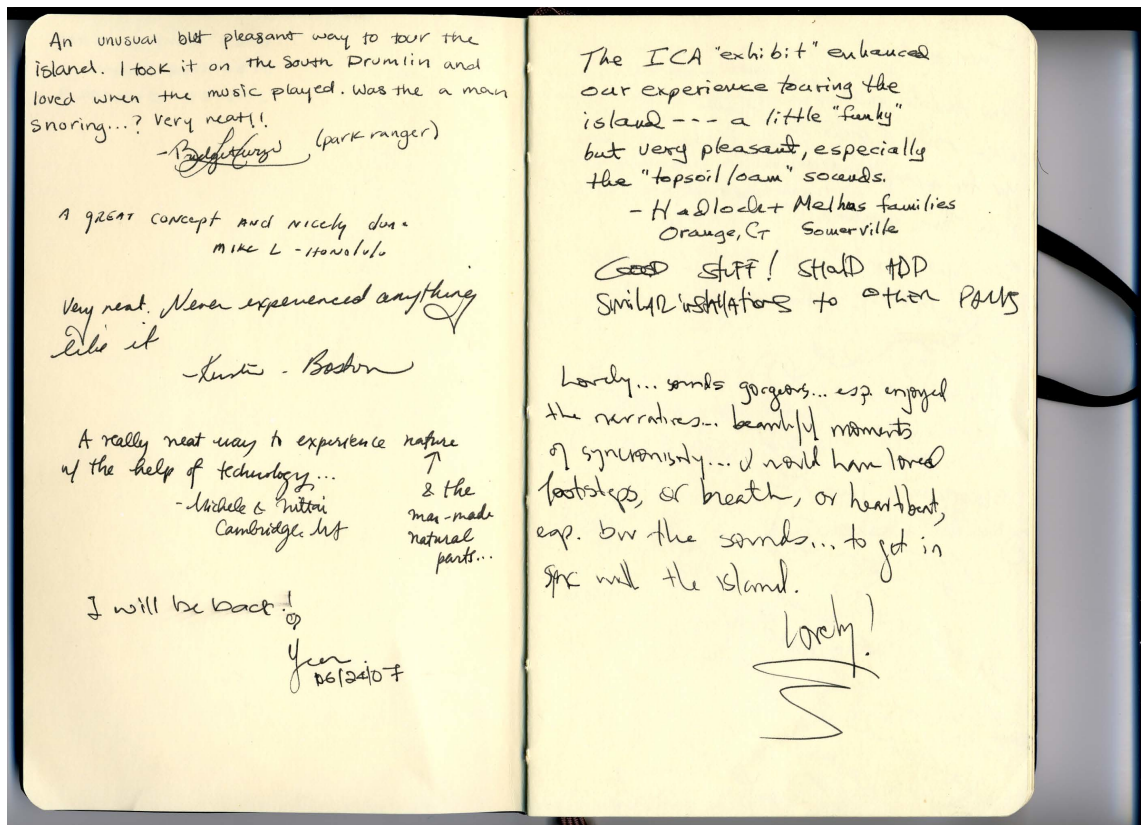 An unusual but pleasant way to tour the
island. I took it on the South Drumlin and
loved when the music played. Was the a man
snoring...? Very neat!!
(park ranger)
A GREAT CONCEPT AND NICELY done
MIKE L - HONOLULU
Very neat. Never experienced anything
like it
- Kirstie - Boston
A really neat way to experience nature
w/ the help of technology...
↑
& the
man-made
natural
parts...
- Michele &
Cambridge, MA
I will be back!
06/24/07
The ICA "exhibit" enhanced
our experience touring the
island --- a little "funky"
but very pleasant, especially
the "topsoil/loam" sounds.
- Hadlock + Melhas families
Orange, CT Somerville
GOOD STUFF! SHOULD ADD
SIMILAR installations to OTHER PARKS
Lovely... sounds gorgeous... esp. enjoyed
the narratives... beautiful moments
of syncronisity... I would have loved
footsteps, or breath, or heartbeat,
esp. btw the sounds... to get in
sync with the island.
Lovely!